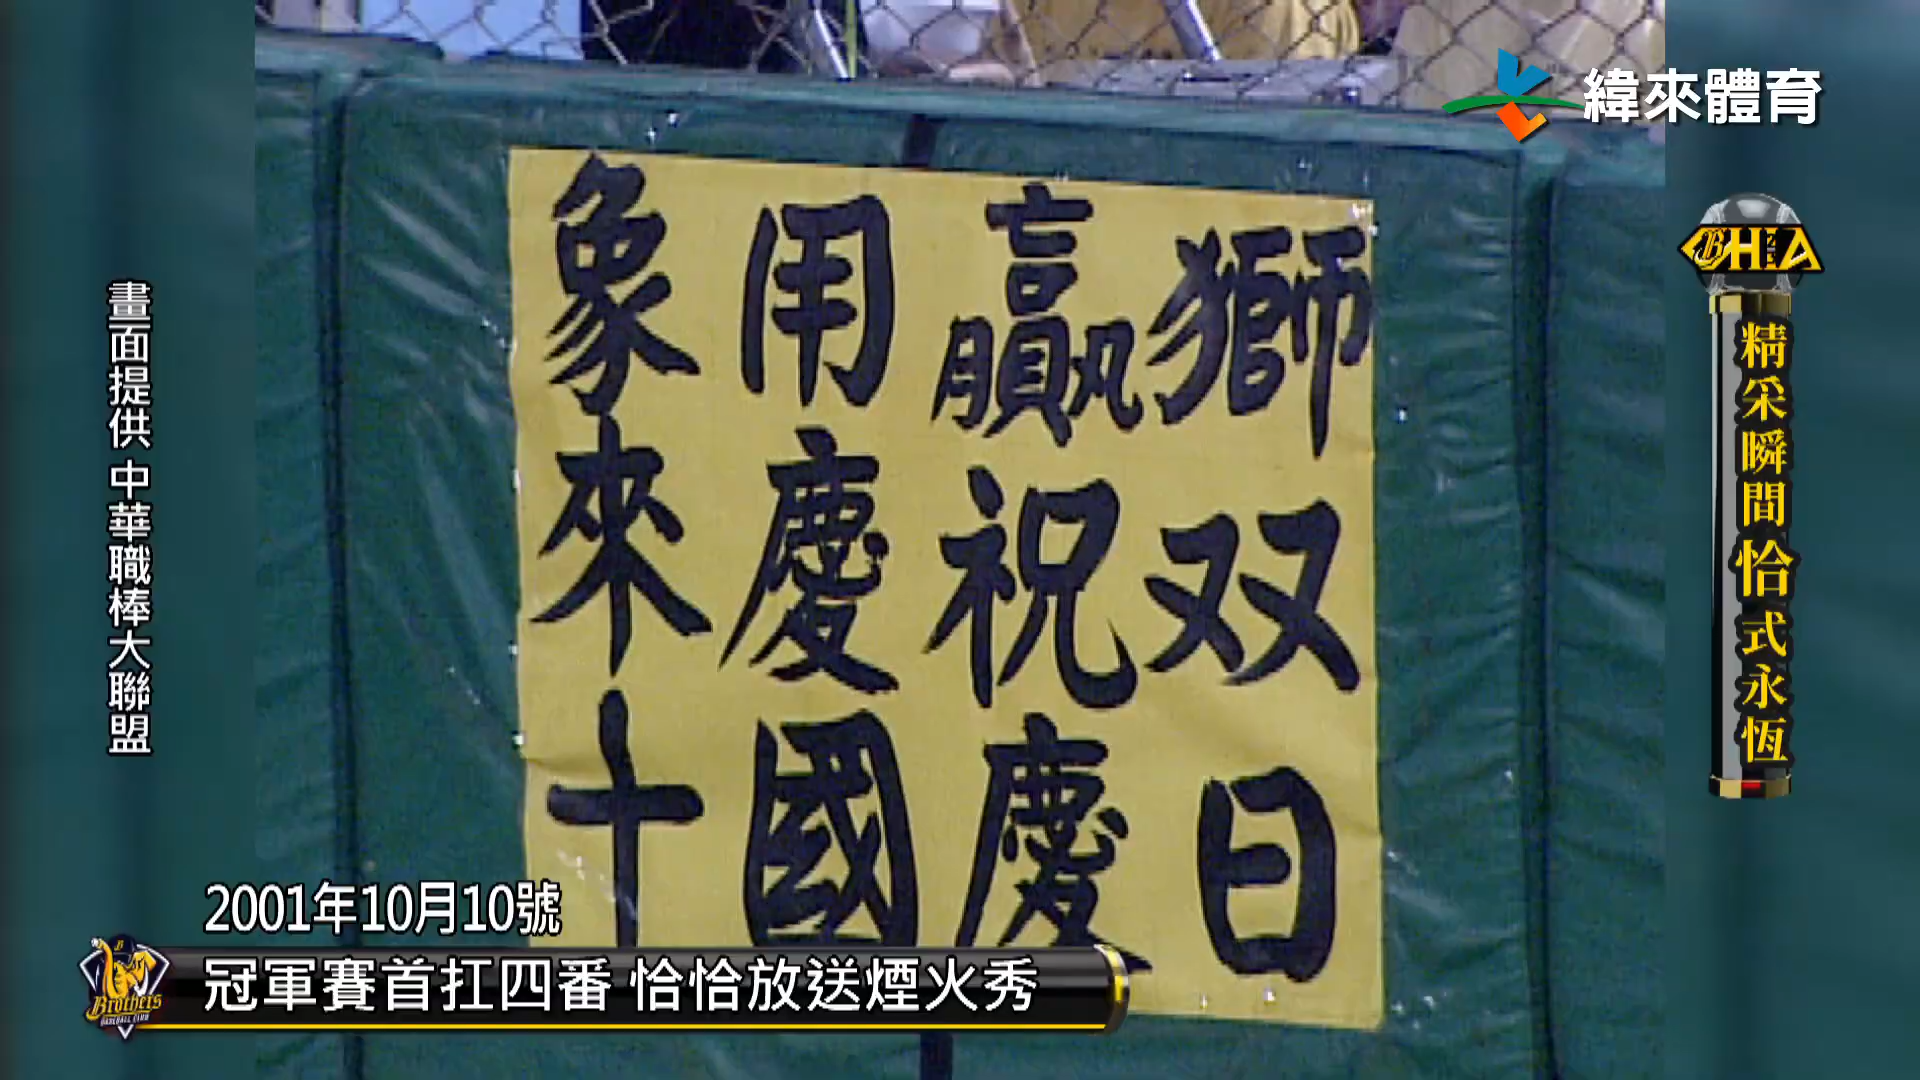 緯來體育
象用贏獅
來慶祝双
十國慶日
畫面提供 中華職棒大聯盟
精采瞬間恰式永恆
2001年10月10號
冠軍賽首扛四番 恰恰放送煙火秀
Brothers
BASEBALL CLUB